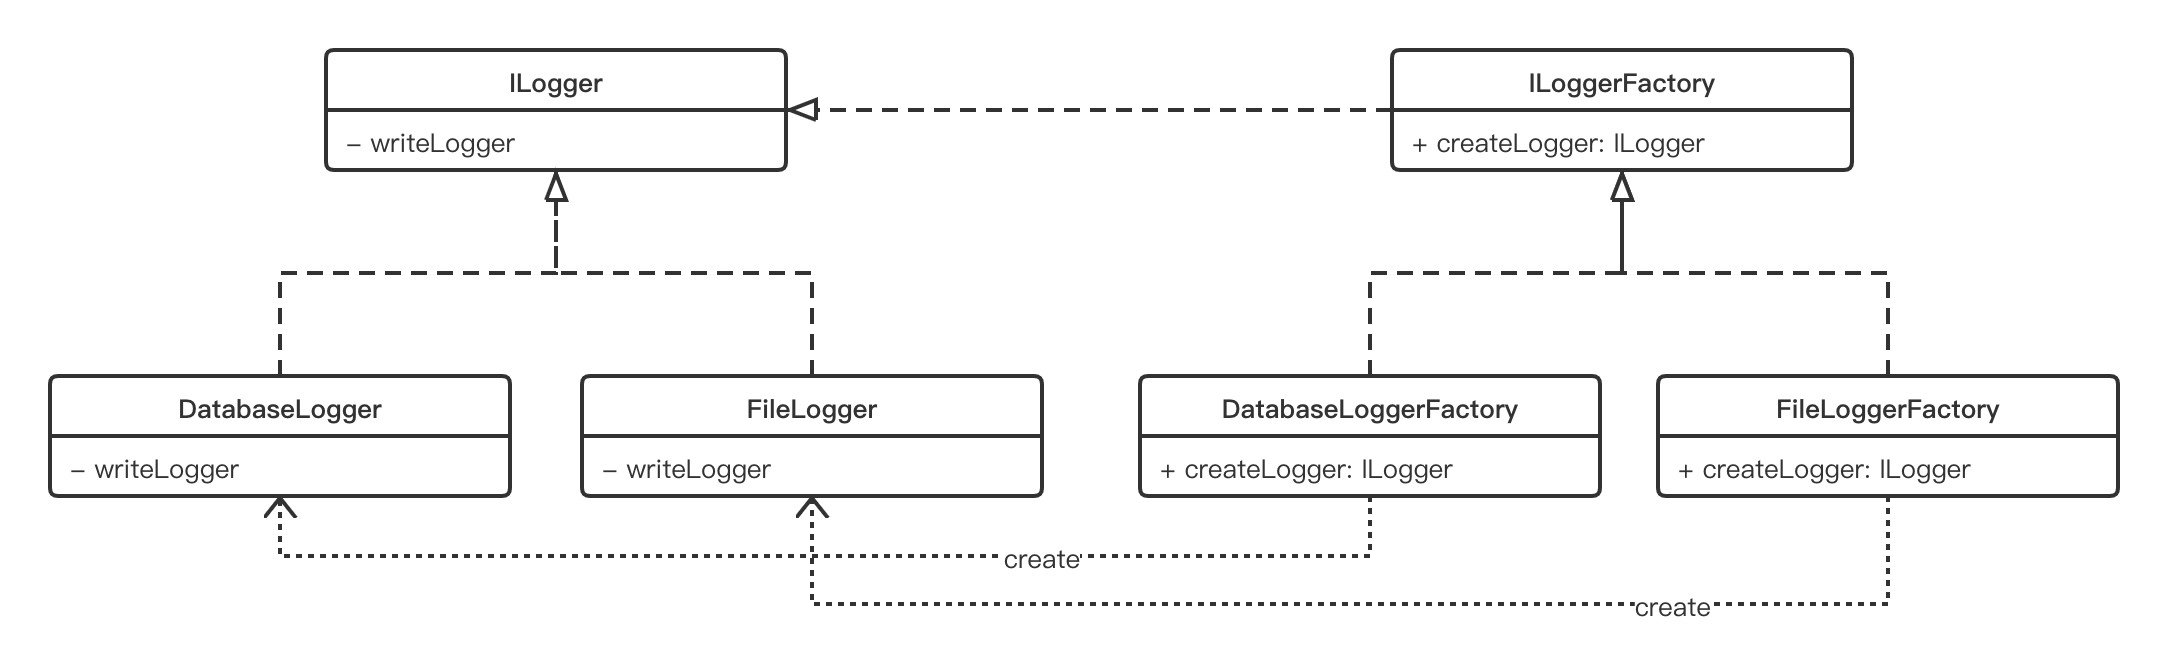 ILogger
– writeLogger
ILoggerFactory
+ createLogger: ILogger
DatabaseLogger
– writeLogger
FileLogger
– writeLogger
DatabaseLoggerFactory
+ createLogger: ILogger
FileLoggerFactory
+ createLogger: ILogger
create
create